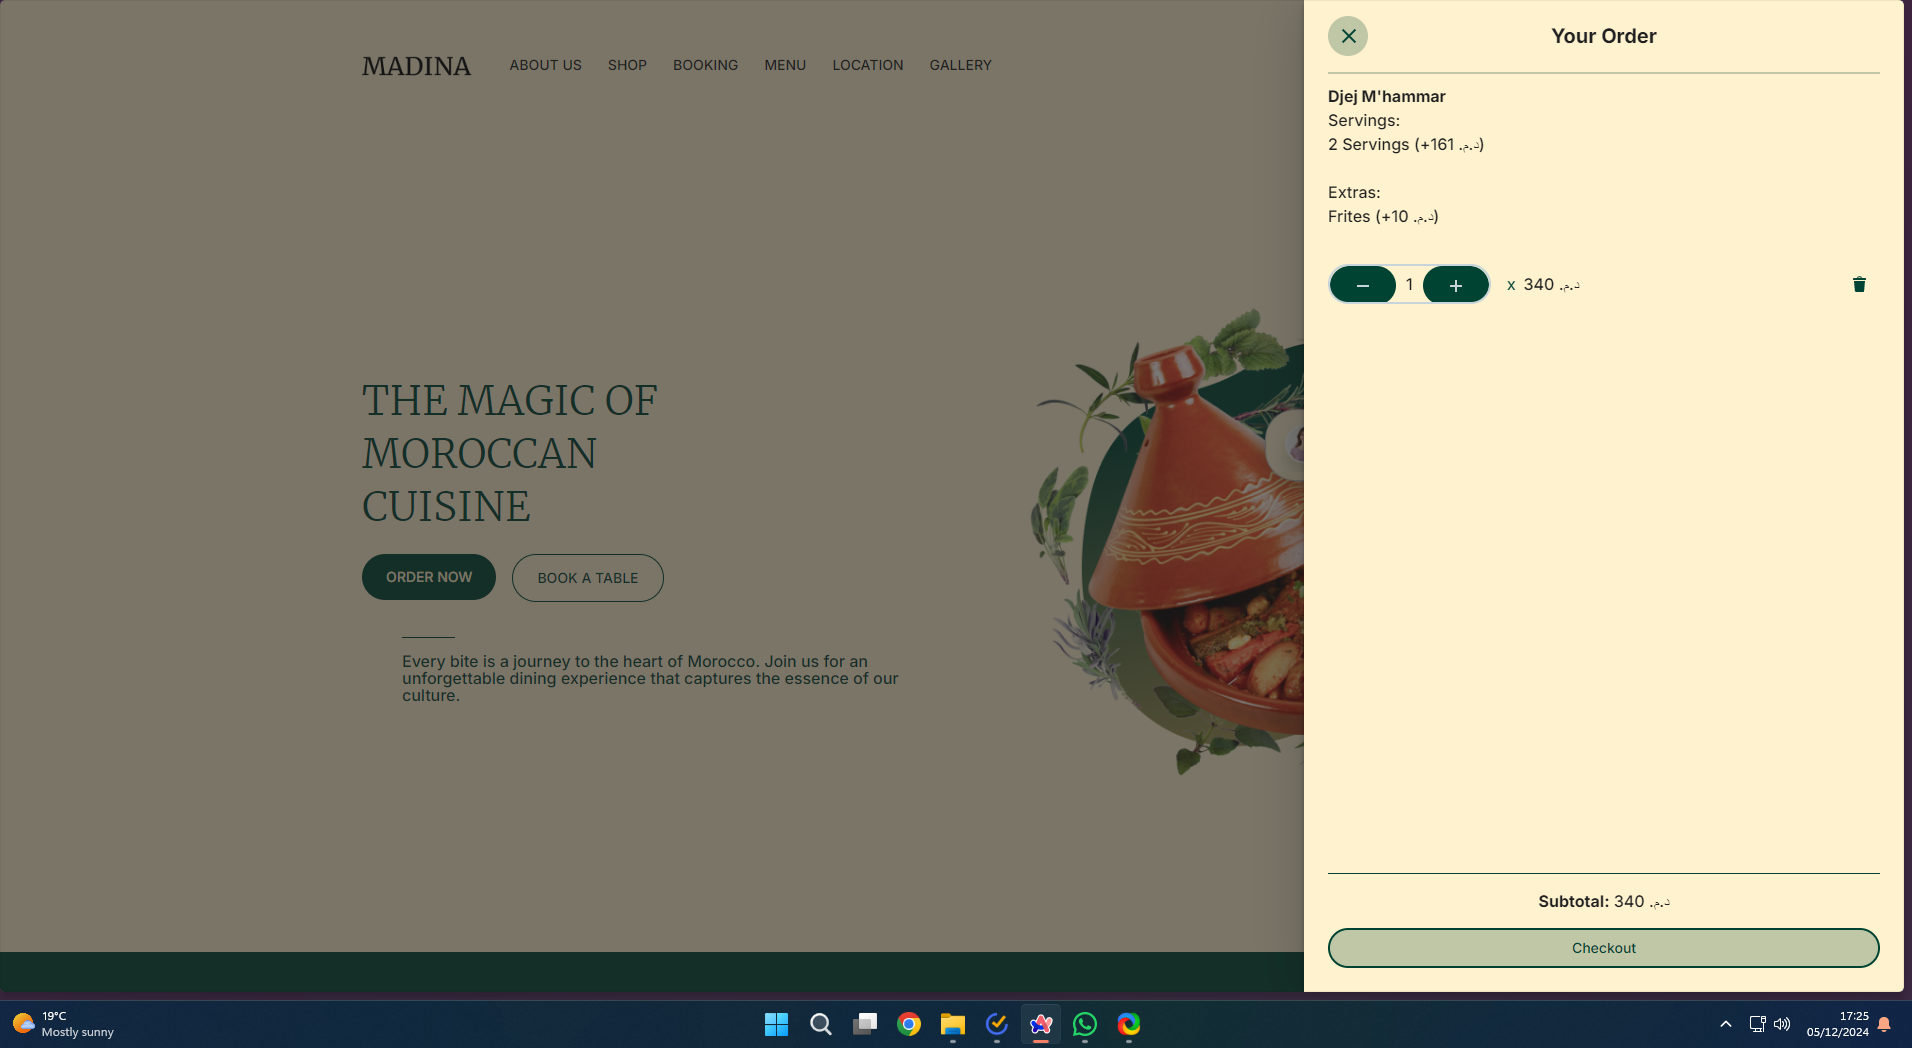 MADINA
ABOUT US
SHOP
BOOKING
MENU
LOCATION
GALLERY
THE MAGIC OF
MOROCCAN
CUISINE
ORDER NOW
BOOK A TABLE
Every bite is a journey to the heart of Morocco. Join us for an
unforgettable dining experience that captures the essence of our
culture.
Your Order
Djej M'hammar
Servings:
2 Servings (+161 .د.م)
Extras:
Frites (+10 .د.م)
1
x 340 .د.م
Subtotal: 340 .د.م
Checkout
19°C
Mostly sunny
17:25
05/12/2024